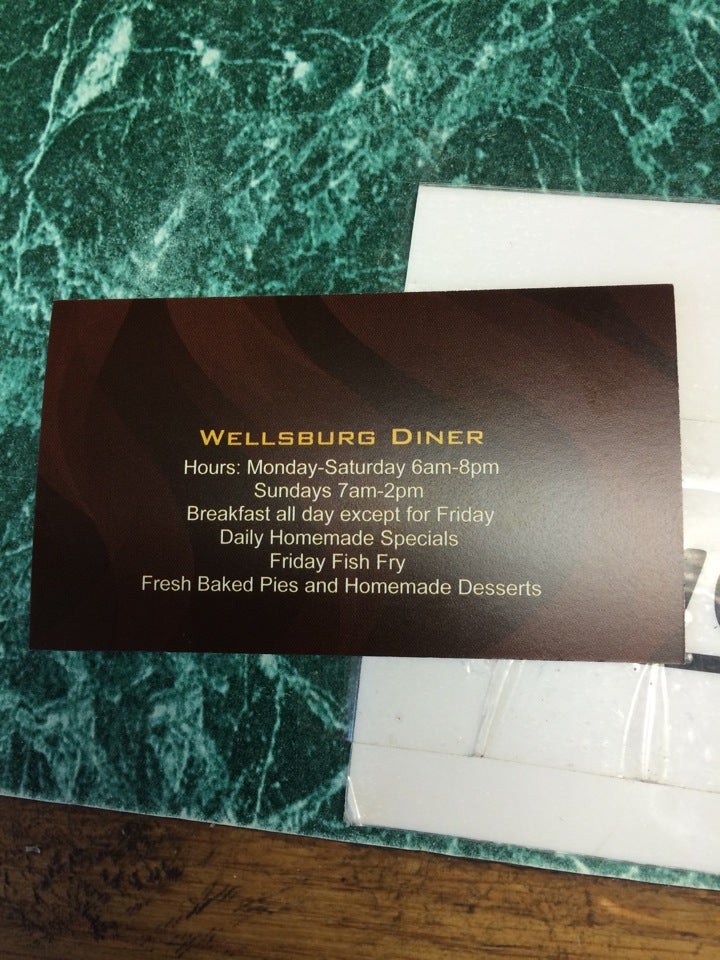 WELLSBURG DINER
Hours: Monday-Saturday 6am-8pm
Sundays 7am-2pm
Breakfast all day except for Friday
Daily Homemade Specials
Friday Fish Fry
Fresh Baked Pies and Homemade Desserts